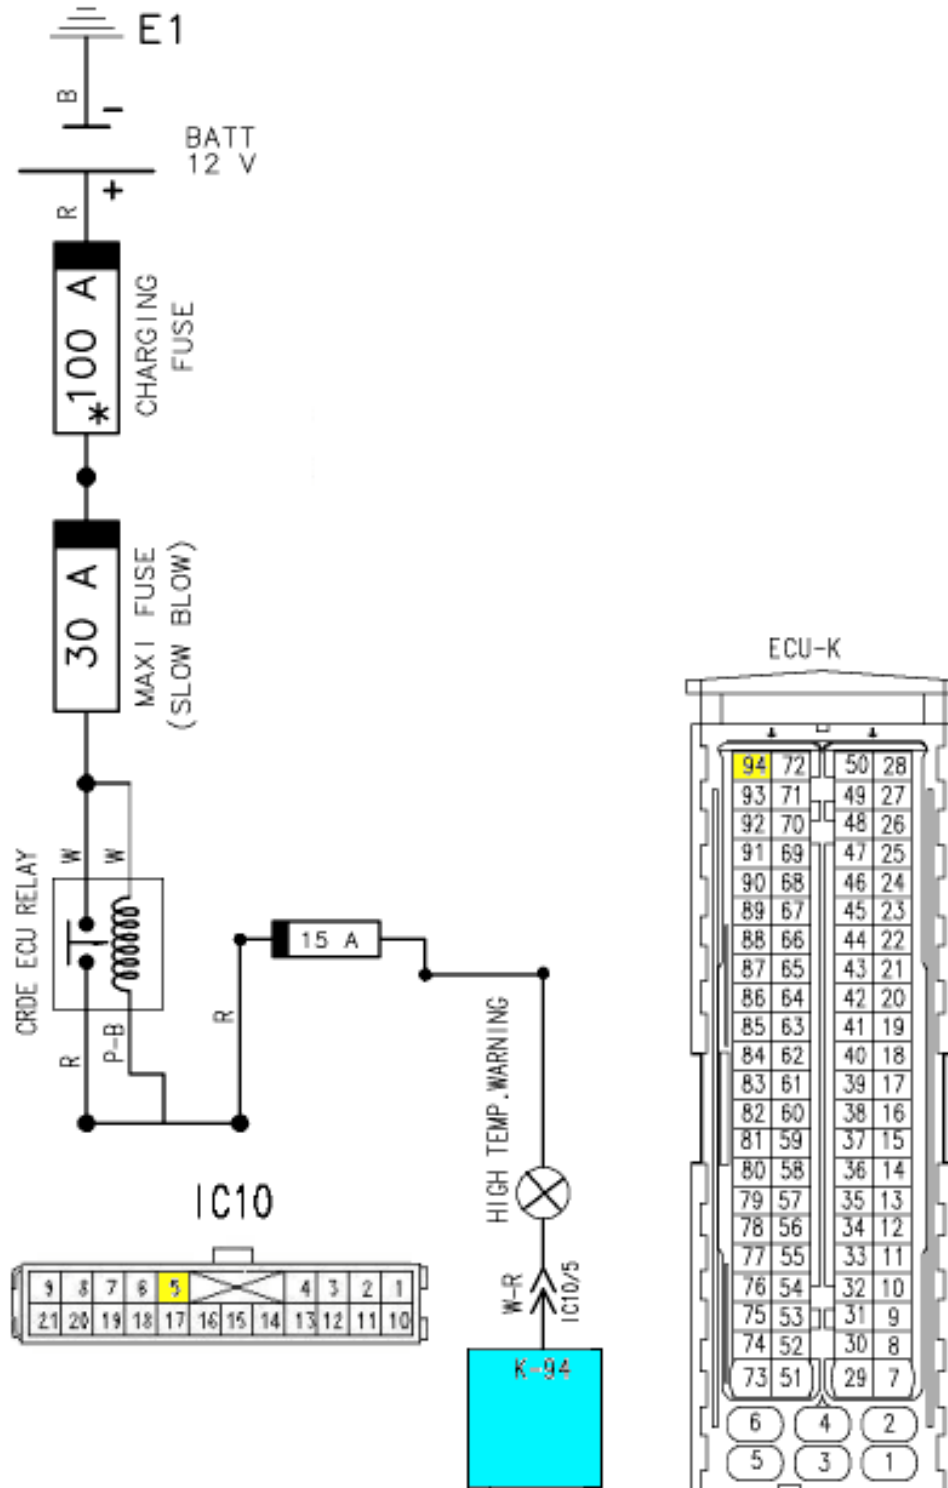 E1
B
-
BATT
12 V
+
R
*100 A
CHARGING
FUSE
30 A
MAXI FUSE
(SLOW BLOW)
W
W
CRDE ECU RELAY
R
P-B
R
15 A
HIGH TEMP.WARNING
W-R
IC10/5
K-94
IC10
9 8 7 6 5 4 3 2 1
21 20 19 18 17 16 15 14 13 12 11 10
ECU-K
94 72 50 28
93 71 49 27
92 70 48 26
91 69 47 25
90 68 46 24
89 67 45 23
88 66 44 22
87 65 43 21
86 64 42 20
85 63 41 19
84 62 40 18
83 61 39 17
82 60 38 16
81 59 37 15
80 58 36 14
79 57 35 13
78 56 34 12
77 55 33 11
76 54 32 10
75 53 31 9
74 52 30 8
73 51 29 7
6 4 2
5 3 1